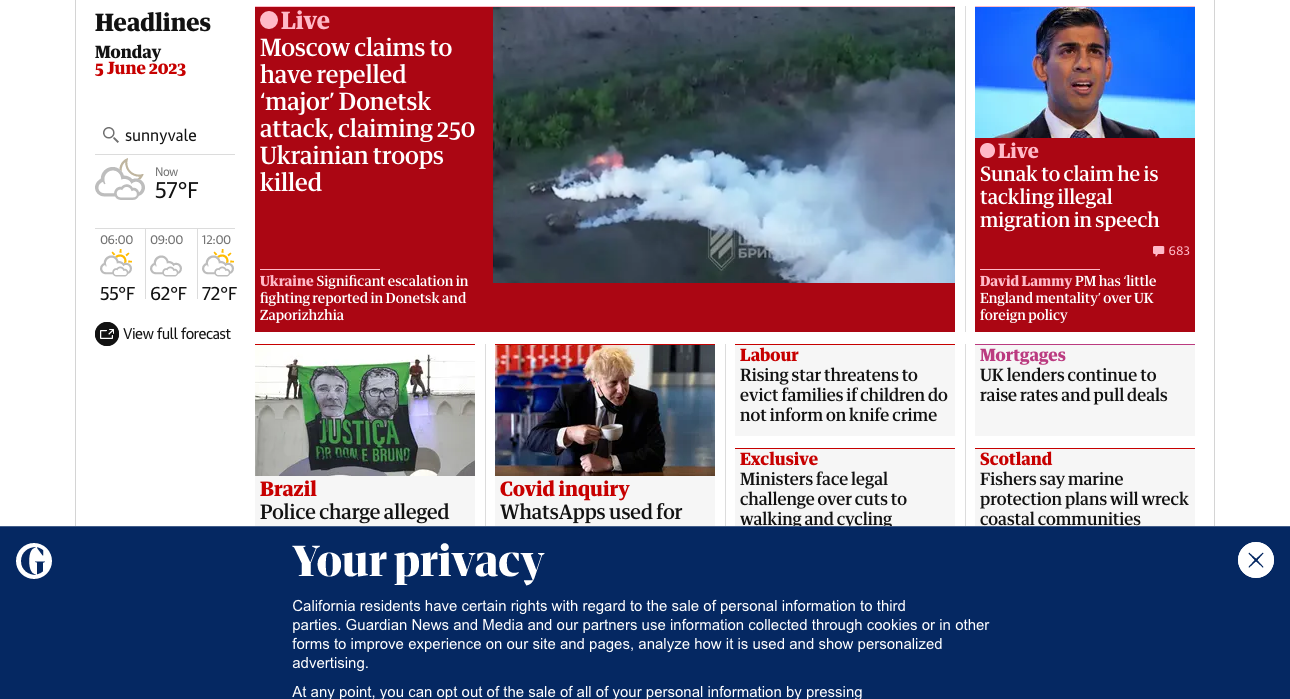 Headlines
Monday
5 June 2023
sunnyvale
Now
57°F
06:00
09:00
12:00
55°F
62°F
72°F
View full forecast
Live
Moscow claims to
have repelled
‘major’ Donetsk
attack, claiming 250
Ukrainian troops
killed
Ukraine Significant escalation in
fighting reported in Donetsk and
Zaporizhzhia
Live
Sunak to claim he is
tackling illegal
migration in speech
683
David Lammy PM has ‘little
England mentality’ over UK
foreign policy
JUSTIÇA
POR DOM E BRUNO
Brazil
Police charge alleged
Covid inquiry
WhatsApps used for
Labour
Rising star threatens to
evict families if children do
not inform on knife crime
Exclusive
Ministers face legal
challenge over cuts to
walking and cycling
Mortgages
UK lenders continue to
raise rates and pull deals
Scotland
Fishers say marine
protection plans will wreck
coastal communities
G
Your privacy
California residents have certain rights with regard to the sale of personal information to third
parties. Guardian News and Media and our partners use information collected through cookies or in other
forms to improve experience on our site and pages, analyze how it is used and show personalized
advertising.
At any point, you can opt out of the sale of all of your personal information by pressing